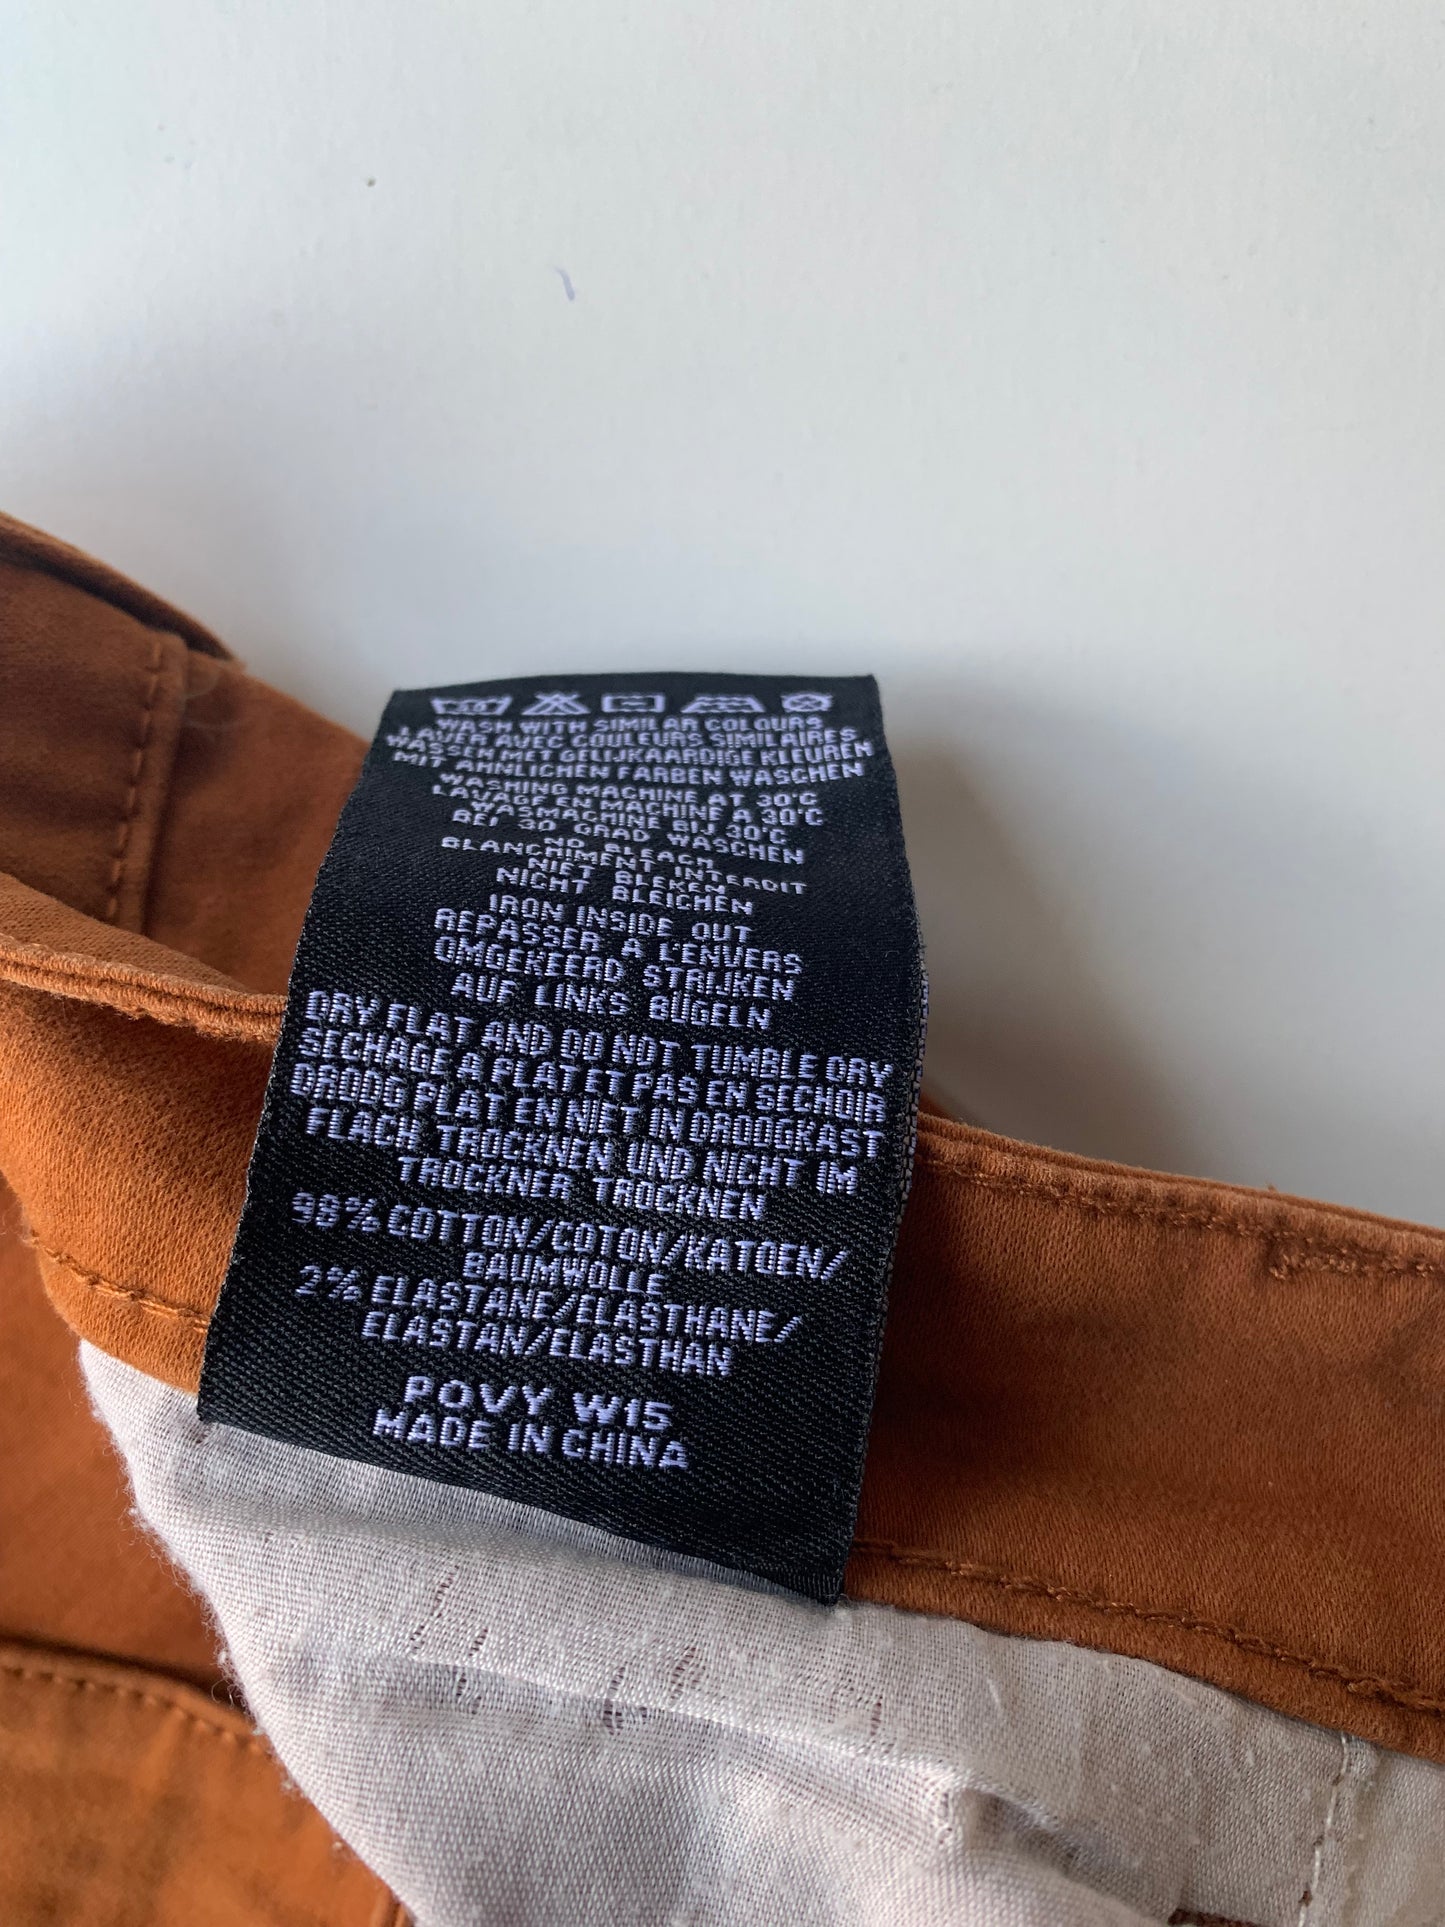 WASH WITH SIMILAR COLOURS
LAVER AVEC COULEURS SIMILAIRES
WASSEN MET GELIJKAARDIGE KLEUREN
MIT ÄHNLICHEN FARBEN WASCHEN
WASHING MACHINE AT 30°C
LAVAGE EN MACHINE A 30°C
WASMACHINE BIJ 30°C
BEI 30 GRAD WASCHEN
NO BLEACH
BLANCHIMENT INTERDIT
NIET BLEKEN
NICHT BLEICHEN
IRON INSIDE OUT
REPASSER A L'ENVERS
OMGEKEERD STRIJKEN
AUF LINKS BÜGELN
DRY FLAT AND DO NOT TUMBLE DRY
SECHAGE A PLAT ET PAS EN SECHOIR
DROOG PLAT EN NIET IN DROOGKAST
FLACH TROCKNEN UND NICHT IM
TROCKNER TROCKNEN
98% COTTON/COTON/KATOEN/
BAUMWOLLE
2% ELASTANE/ELASTHANE/
ELASTAN/ELASTHAN
POVY W15
MADE IN CHINA